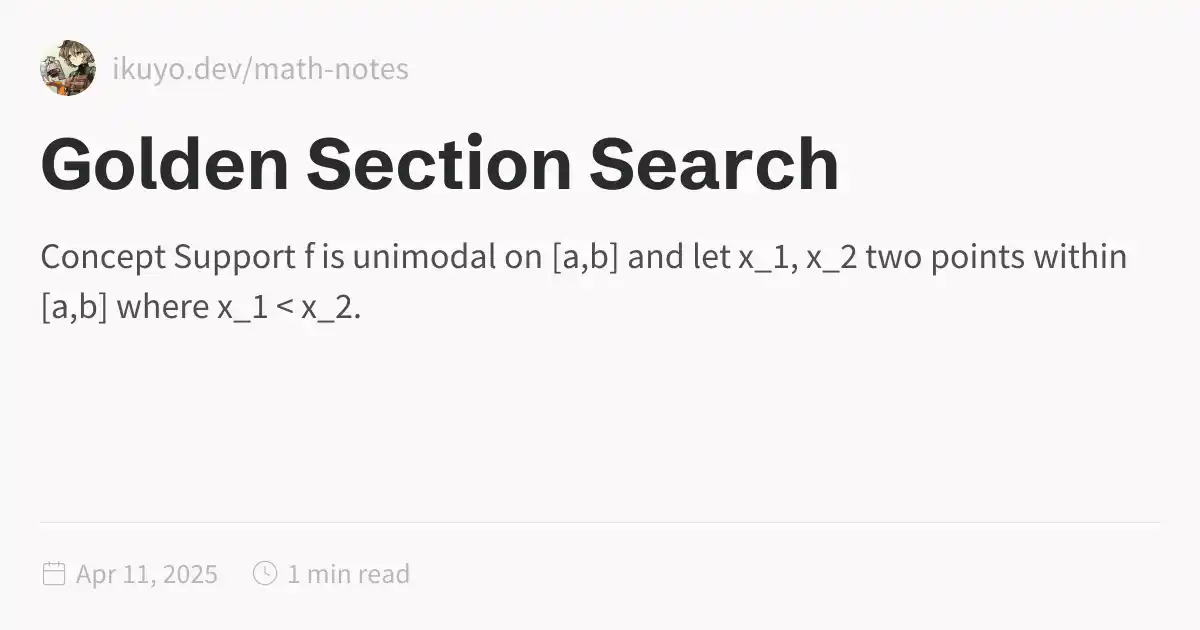 ikuyo.dev/math-notes
Golden Section Search
Concept Support f is unimodal on [a,b] and let x_1, x_2 two points within
[a,b] where x_1 < x_2.
Apr 11, 2025
1 min read